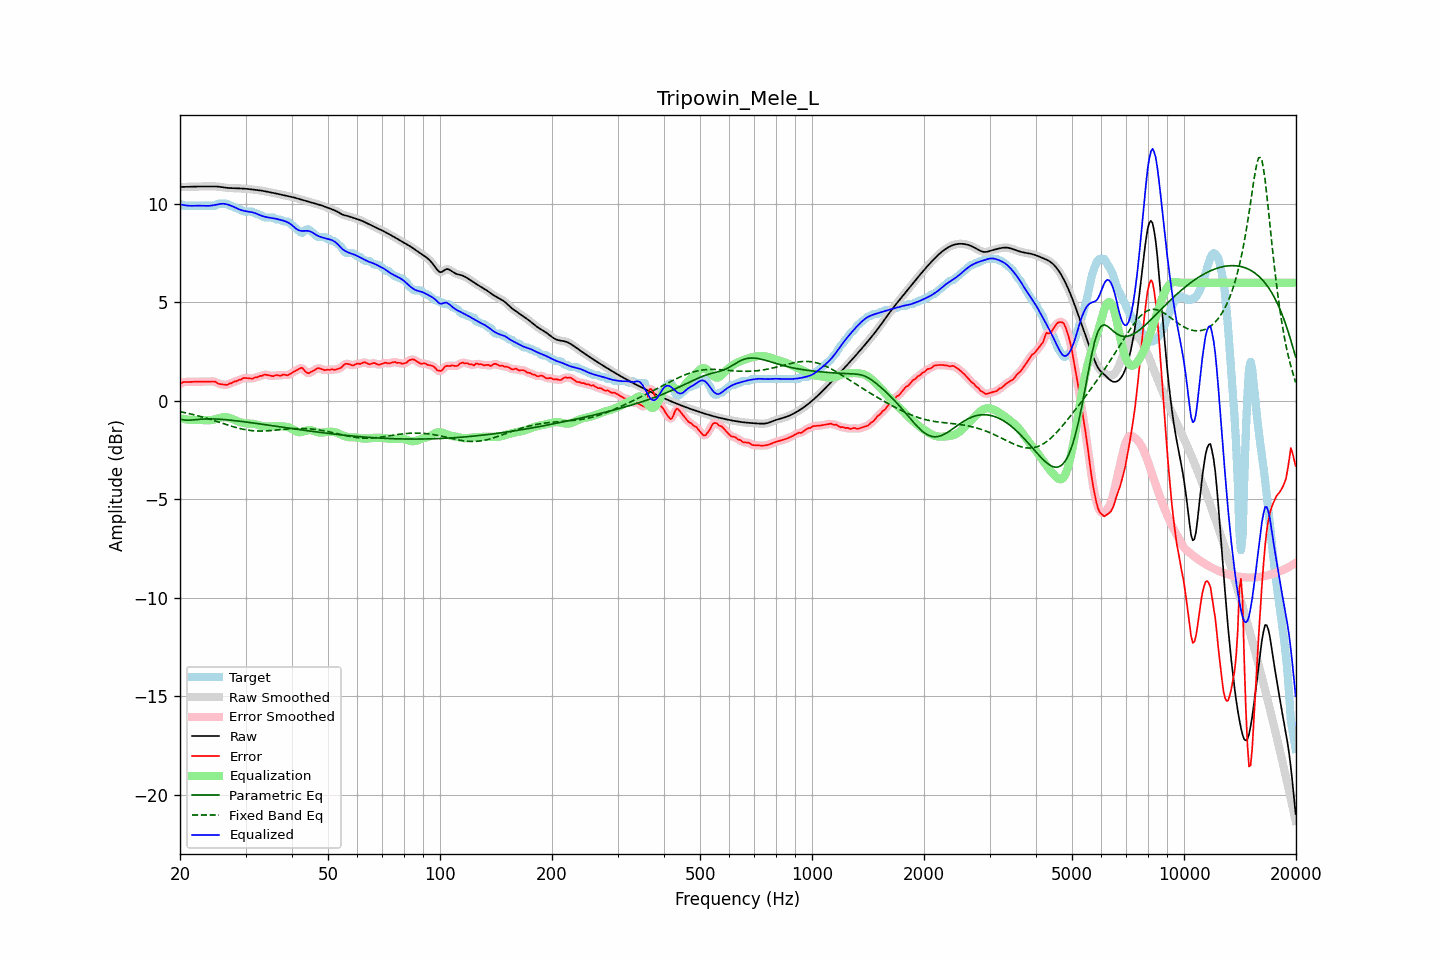 Tripowin_Mele_L
Amplitude (dBr)
10
5
0
−5
−10
−15
−20
Target
Raw Smoothed
Error Smoothed
Raw
Error
Equalization
Parametric Eq
Fixed Band Eq
Equalized
20 50 100 200 500 1000 2000 5000 10000 20000
Frequency (Hz)